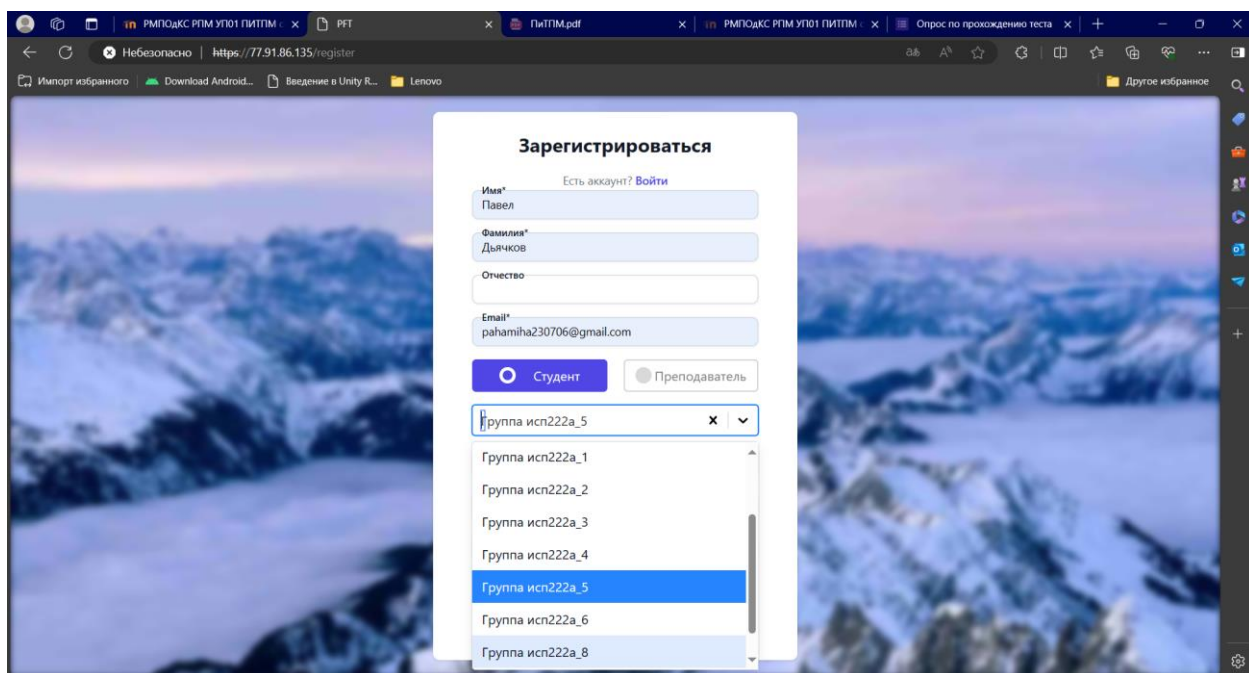 РМПОдКС РПМ УП01 ПИТПМ с
PFT
ПиТПМ.pdf
РМПОдКС РПМ УП01 ПИТПМ с
Опрос по прохождению теста
Небезопасно | https://77.91.86.135/register
Импорт избранного
Download Android...
Введение в Unity R...
Lenovo
Другое избранное
Зарегистрироваться
Есть аккаунт? Войти
Имя*
Павел
Фамилия*
Дьячков
Отчество
Email*
pahamiha230706@gmail.com
Студент
Преподаватель
Группа исп222а_5
Группа исп222а_1
Группа исп222а_2
Группа исп222а_3
Группа исп222а_4
Группа исп222а_5
Группа исп222а_6
Группа исп222а_8